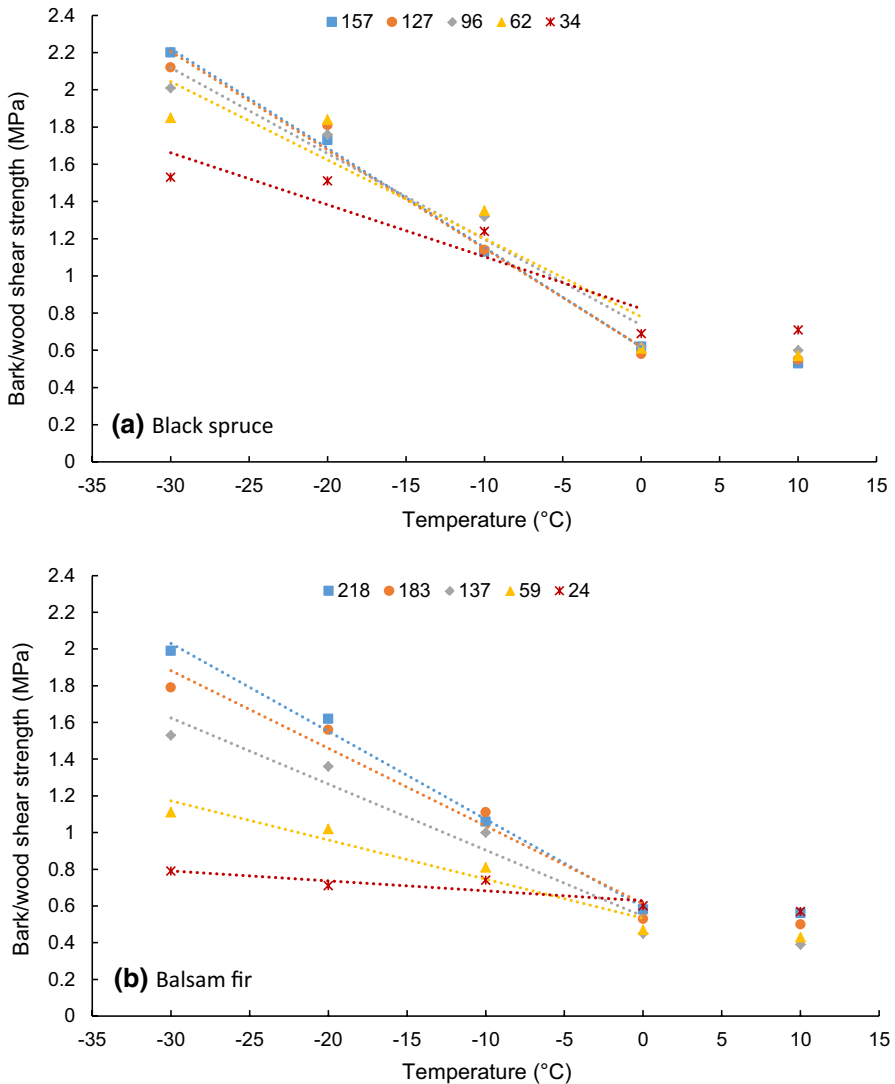 157 127 96 62 34
2.4
2.2
2
1.8
1.6
1.4
1.2
1
0.8
0.6
0.4
0.2
0
Bark/wood shear strength (MPa)
(a) Black spruce
-35 -30 -25 -20 -15 -10 -5 0 5 10 15
Temperature (°C)
218 183 137 59 24
2.4
2.2
2
1.8
1.6
1.4
1.2
1
0.8
0.6
0.4
0.2
0
Bark/wood shear strength (MPa)
(b) Balsam fir
-35 -30 -25 -20 -15 -10 -5 0 5 10 15
Temperature (°C)